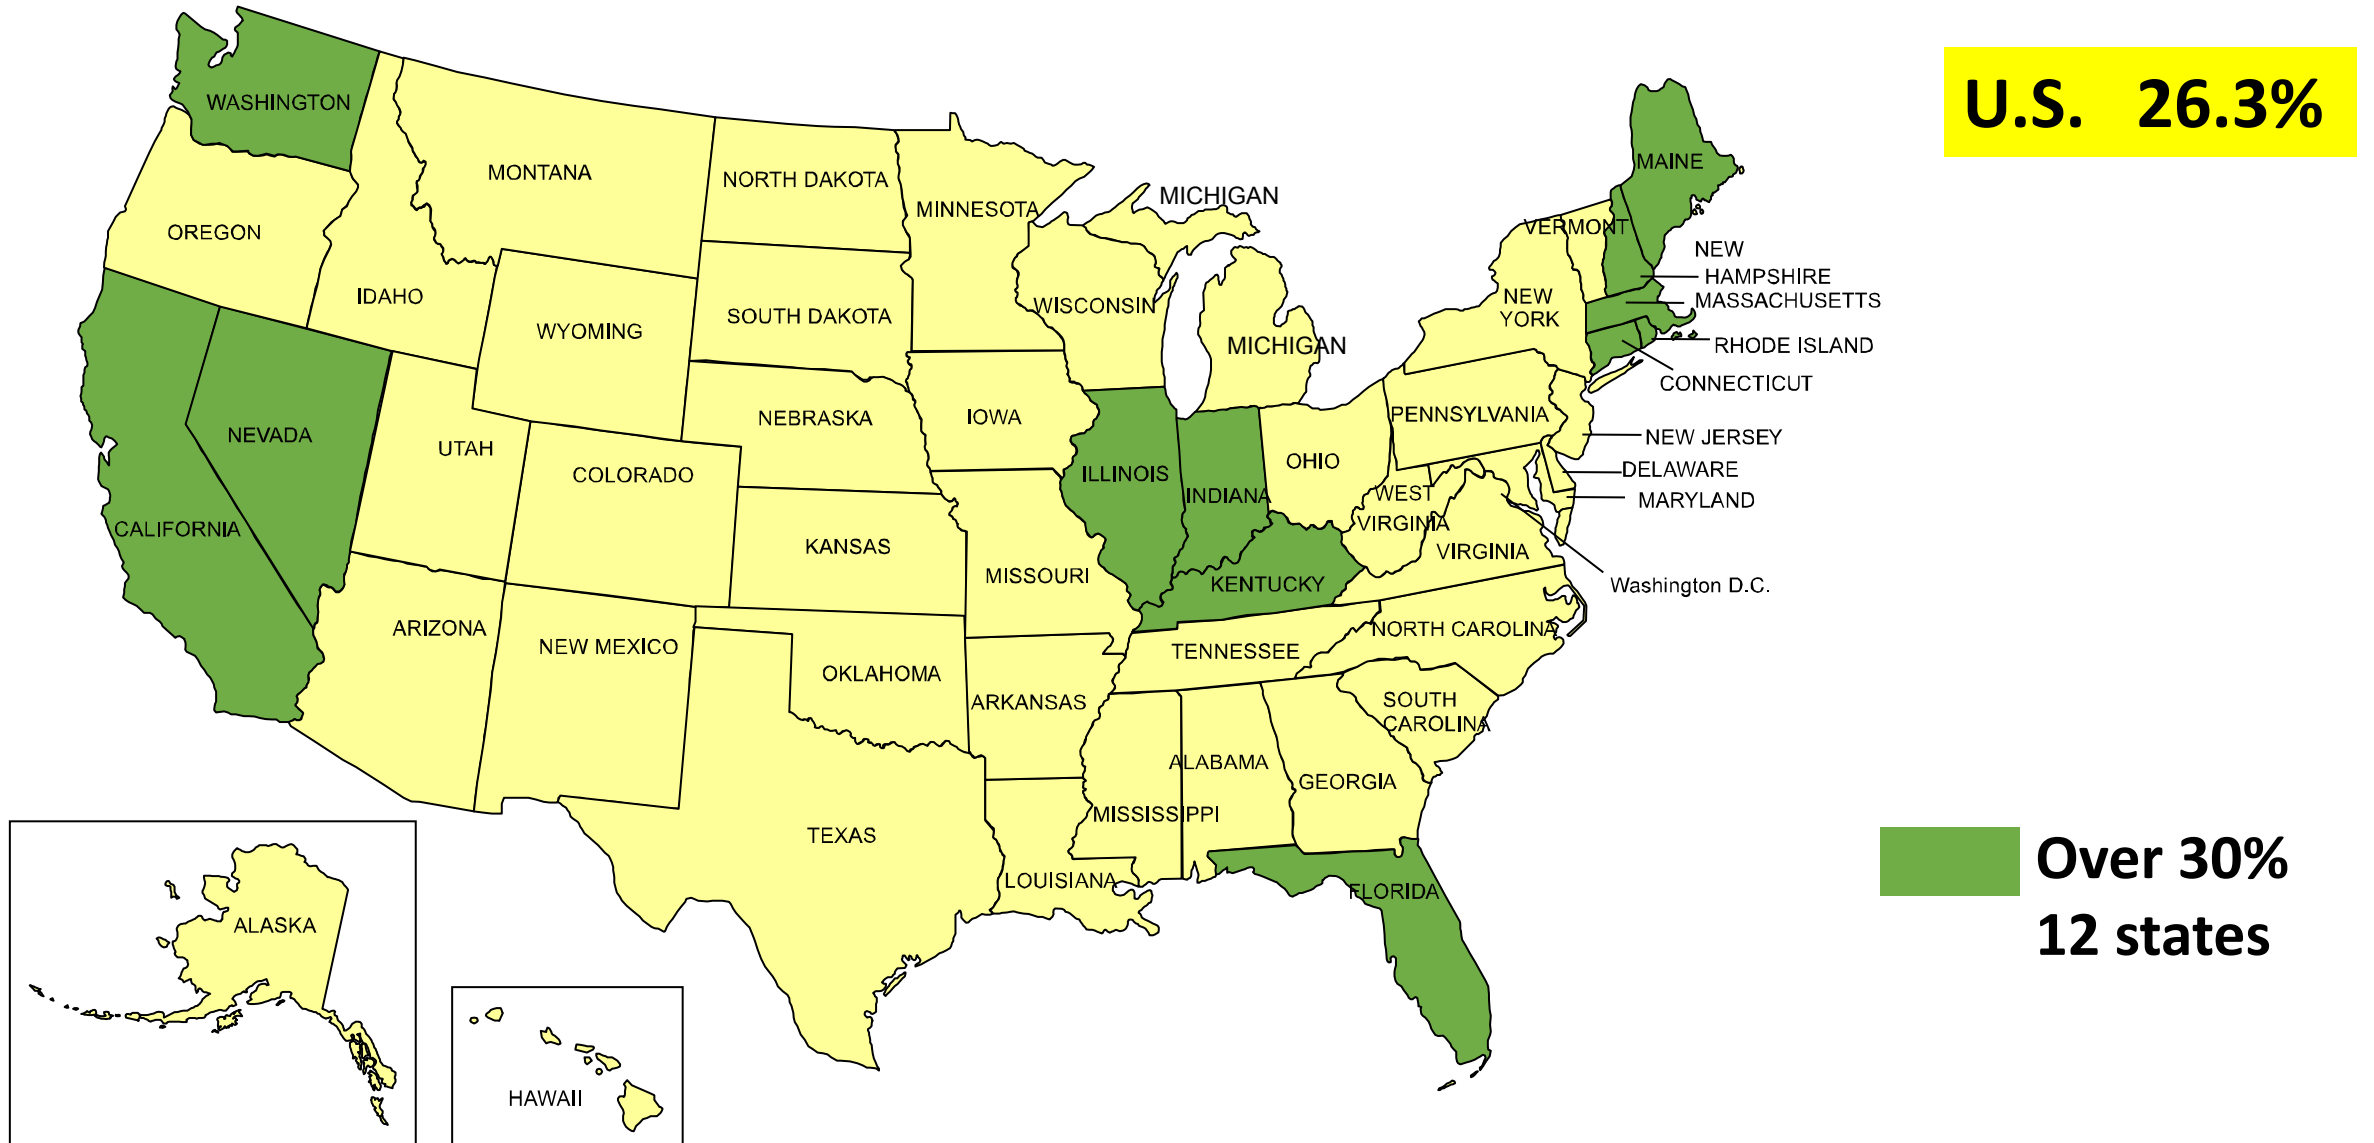 U.S. 26.3%
WASHINGTON
MAINE
MONTANA
NORTH DAKOTA
MICHIGAN
MINNESOTA
OREGON
VERMONT
NEW
HAMPSHIRE
IDAHO
MASSACHUSETTS
NEW
YORK
WISCONSIN
SOUTH DAKOTA
WYOMING
MICHIGAN
RHODE ISLAND
CONNECTICUT
NEBRASKA
IOWA
PENNSYLVANIA
NEVADA
NEW JERSEY
UTAH
COLORADO
ILLINOIS
OHIO
DELAWARE
INDIANA
WEST
VIRGINIA
MARYLAND
CALIFORNIA
KANSAS
VIRGINIA
MISSOURI
KENTUCKY
Washington D.C.
ARIZONA
NEW MEXICO
NORTH CAROLINA
TENNESSEE
OKLAHOMA
ARKANSAS
SOUTH
CAROLINA
ALABAMA
GEORGIA
MISSISSIPPI
TEXAS
LOUISIANA
FLORIDA
Over 30%
12 states
ALASKA
HAWAII